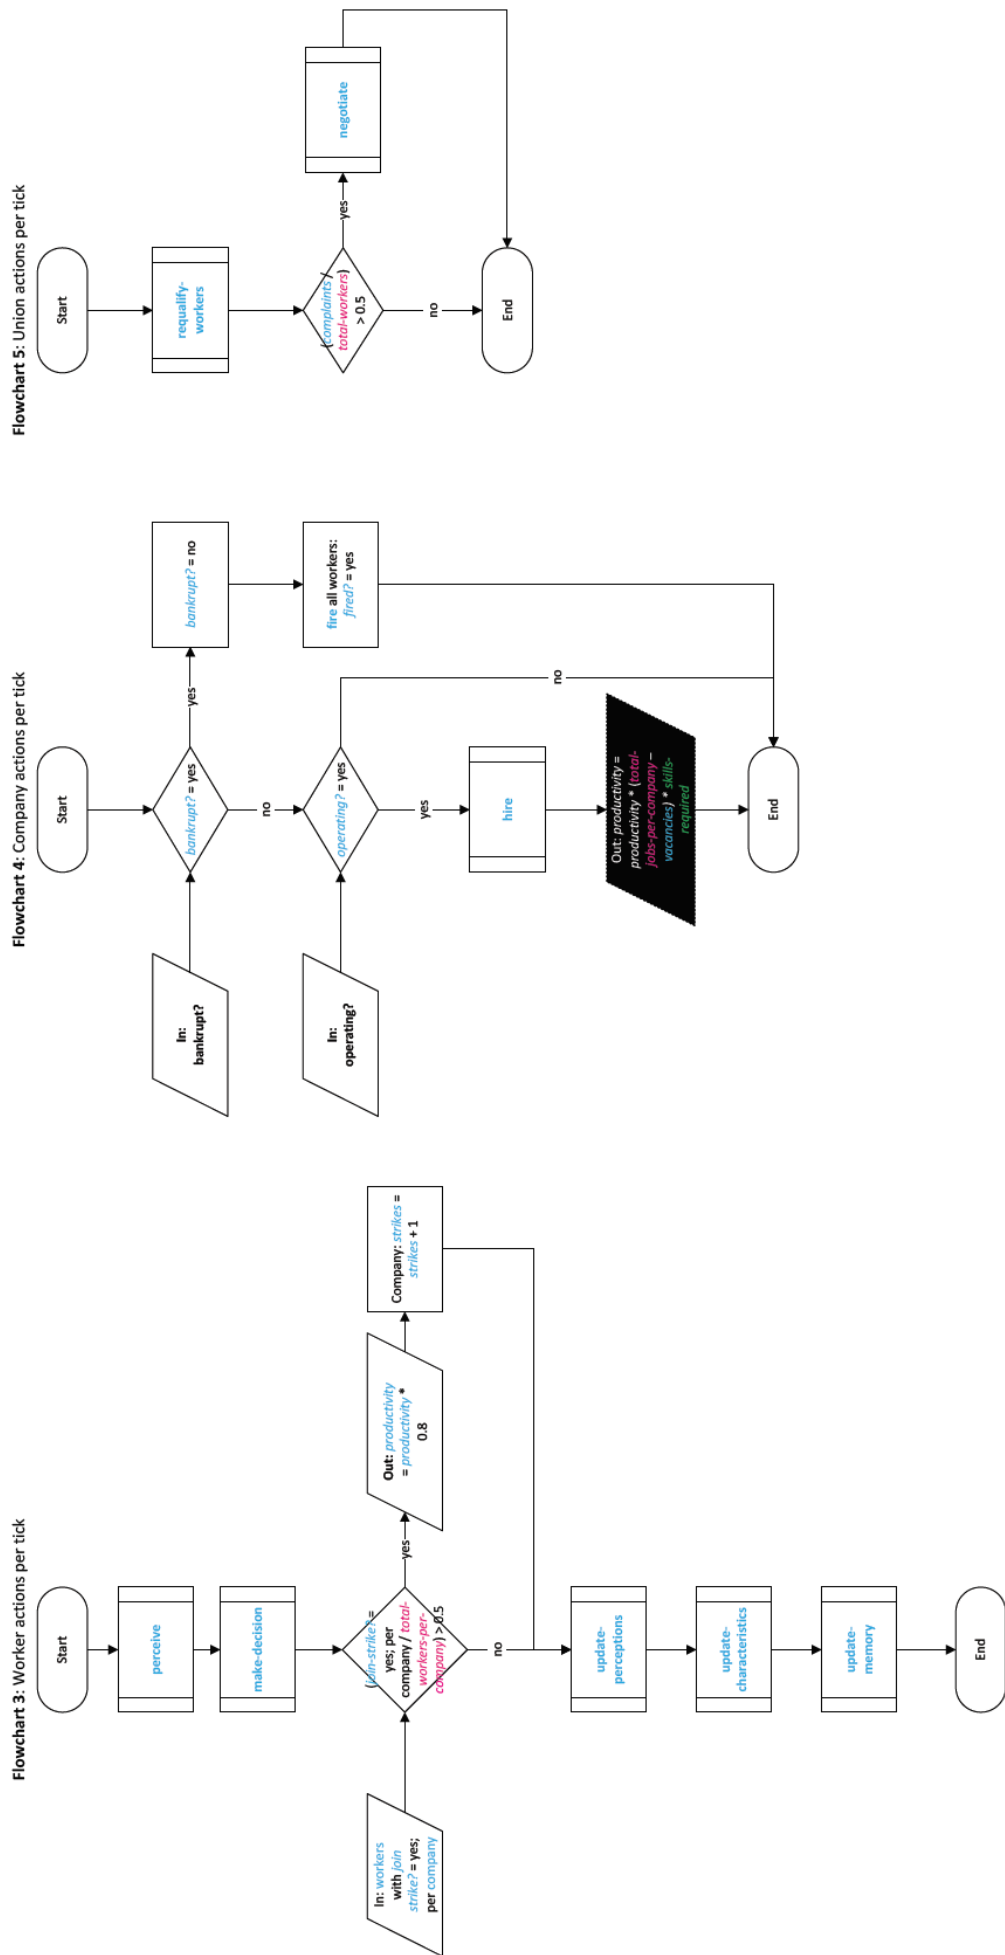 Flowchart 3: Worker actions per tick
Start
perceive
make-decision
In: workers
with join
strike? = yes;
per company
(join-strike? =
yes; per
company / total-
workers-per-
company) > 0.5
yes
Out: productivity
= productivity *
0.8
Company: strikes =
strikes + 1
no
update-
perceptions
update-
characteristics
update-
memory
End
Flowchart 4: Company actions per tick
Start
In:
bankrupt?
bankrupt? = yes
yes
bankrupt? = no
no
In:
operating?
operating? = yes
fire all workers:
fired? = yes
no
yes
hire
Out: productivity =
productivity * (total-
jobs-per-company –
vacancies) * skills-
required
End
Flowchart 5: Union actions per tick
Start
requalify-
workers
(complaints /
total-workers)
> 0.5
yes
negotiate
no
End